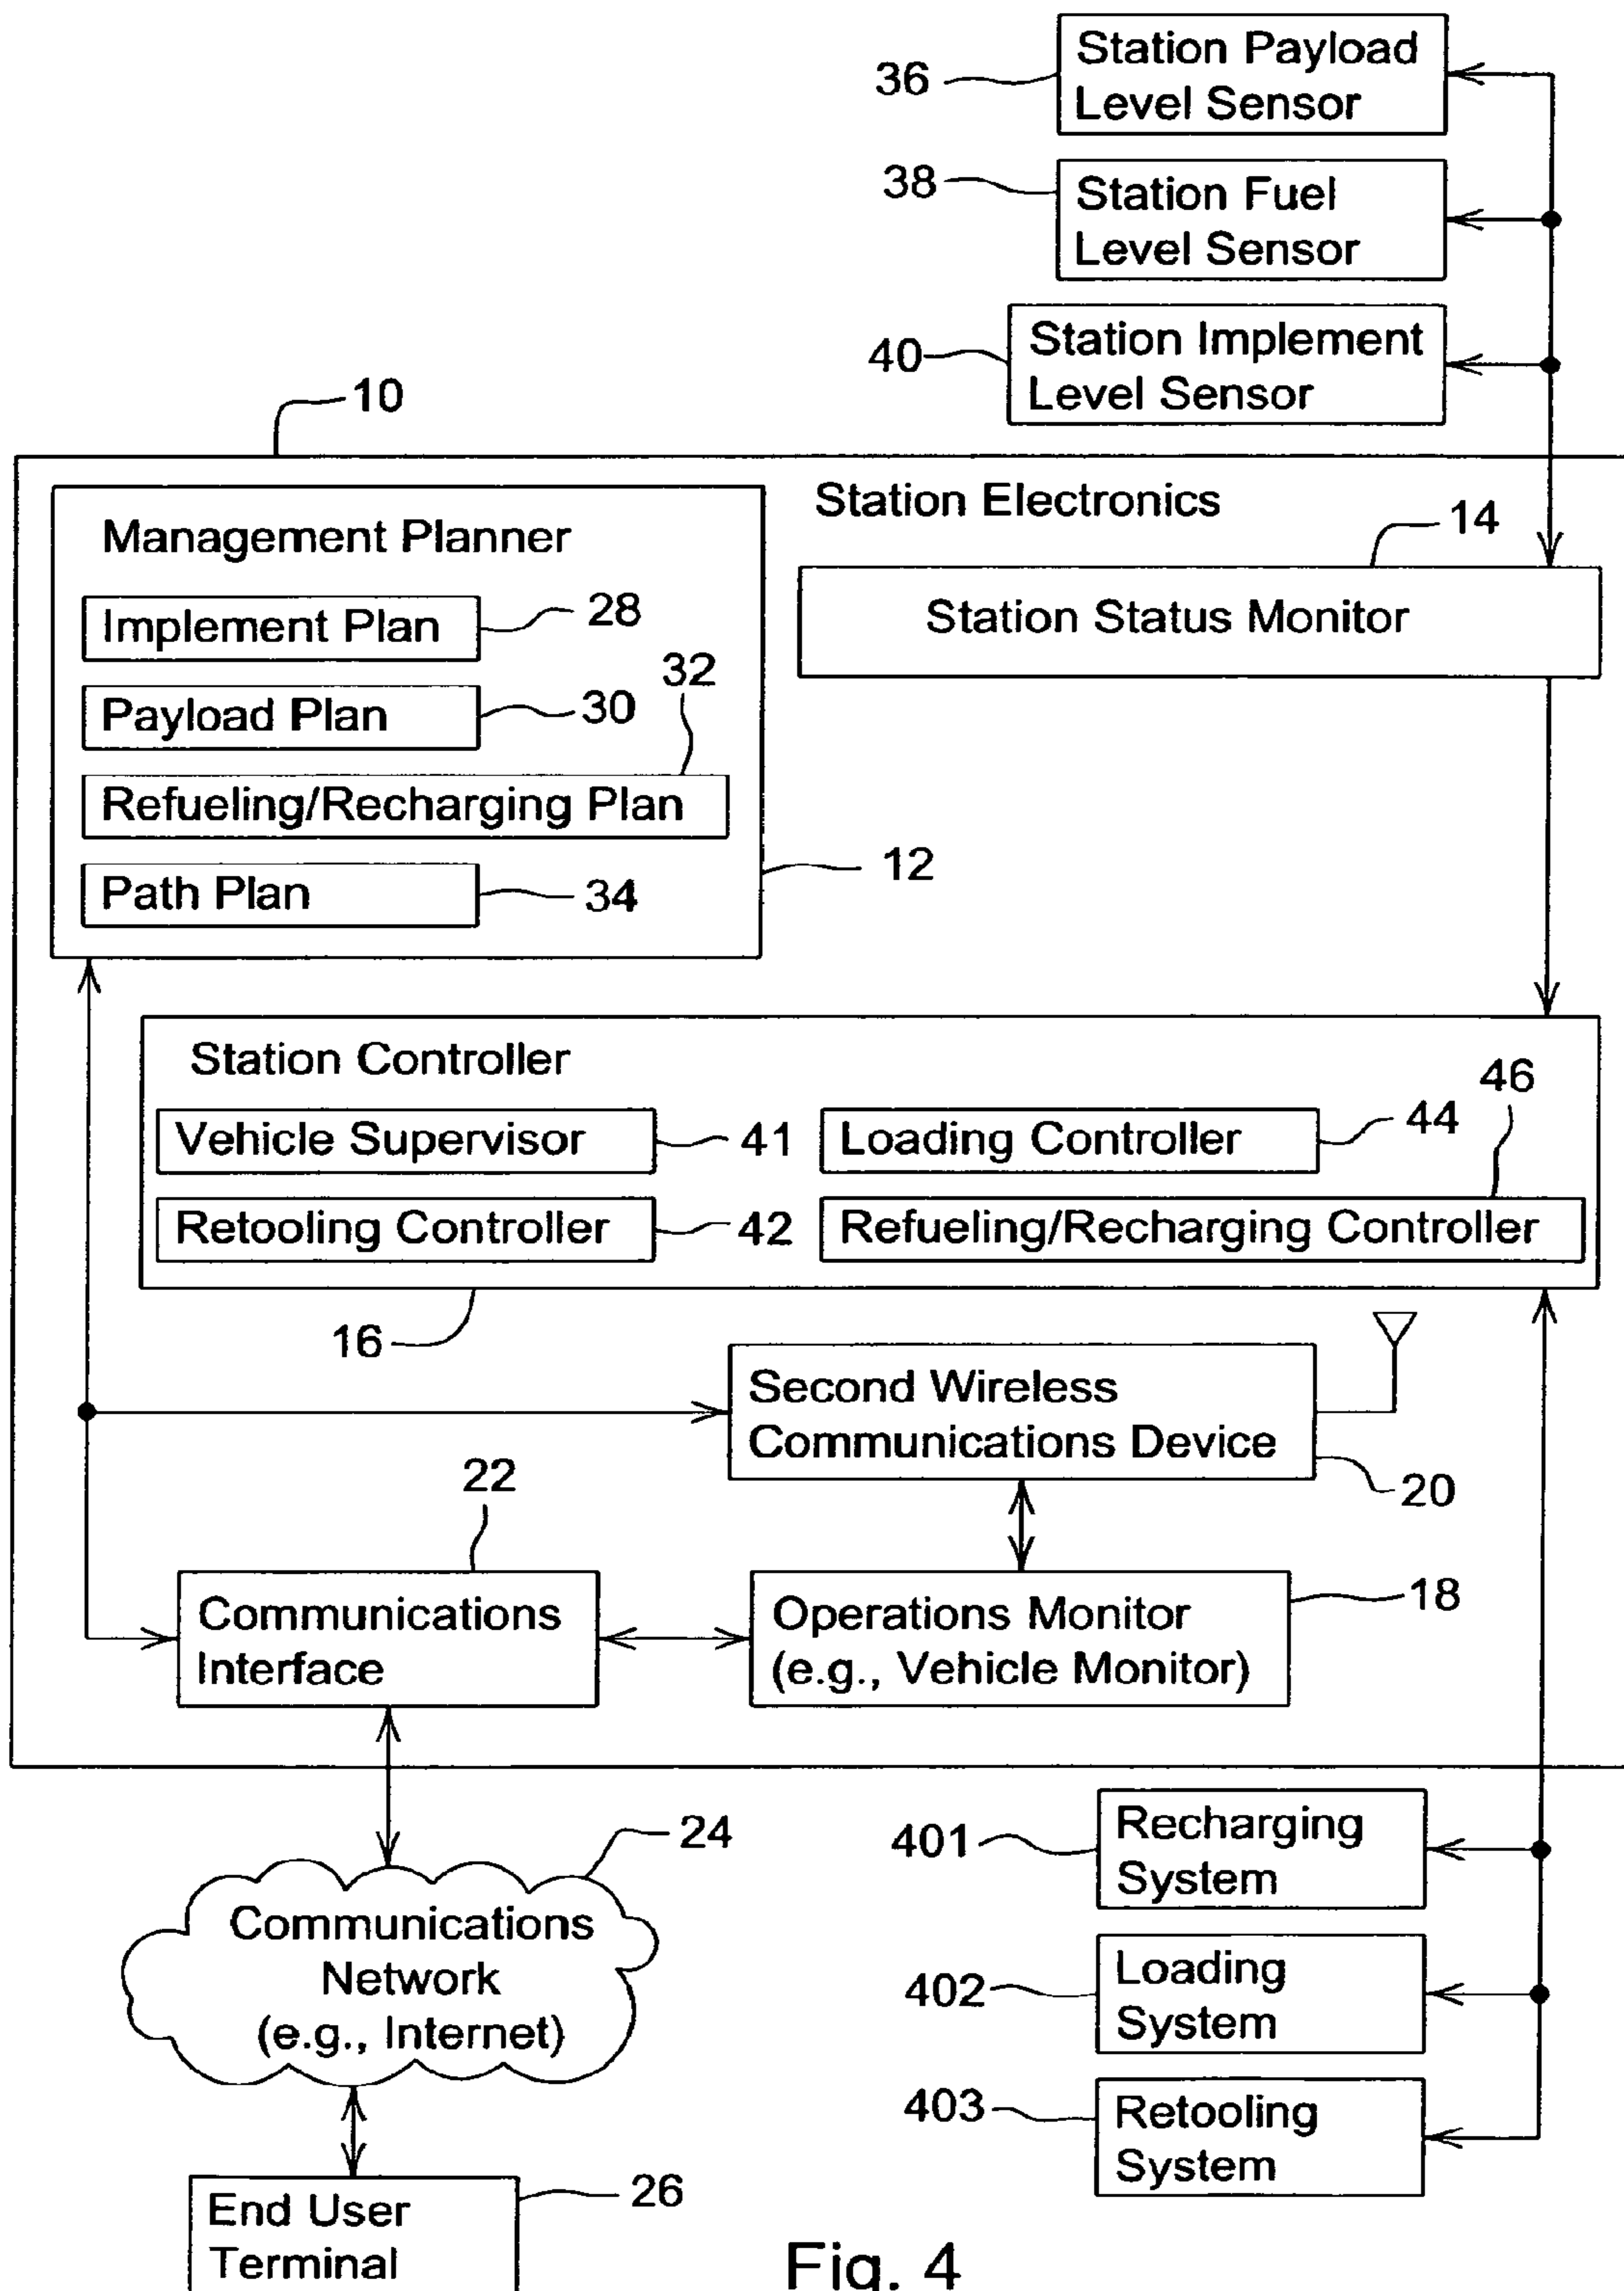 36
Station Payload
Level Sensor
38
Station Fuel
Level Sensor
40
Station Implement
Level Sensor
10
Station Electronics
14
Management Planner
Implement Plan
28
Station Status Monitor
32
Payload Plan
30
Refueling/Recharging Plan
12
Path Plan
34
Station Controller
46
Vehicle Supervisor
41
Loading Controller
44
Retooling Controller
42
Refueling/Recharging Controller
16
Second Wireless
Communications Device
20
22
Communications
Interface
Operations Monitor
(e.g., Vehicle Monitor)
18
24
Communications
Network
(e.g., Internet)
401
Recharging
System
402
Loading
System
403
Retooling
System
26
End User
Terminal
Fig. 4